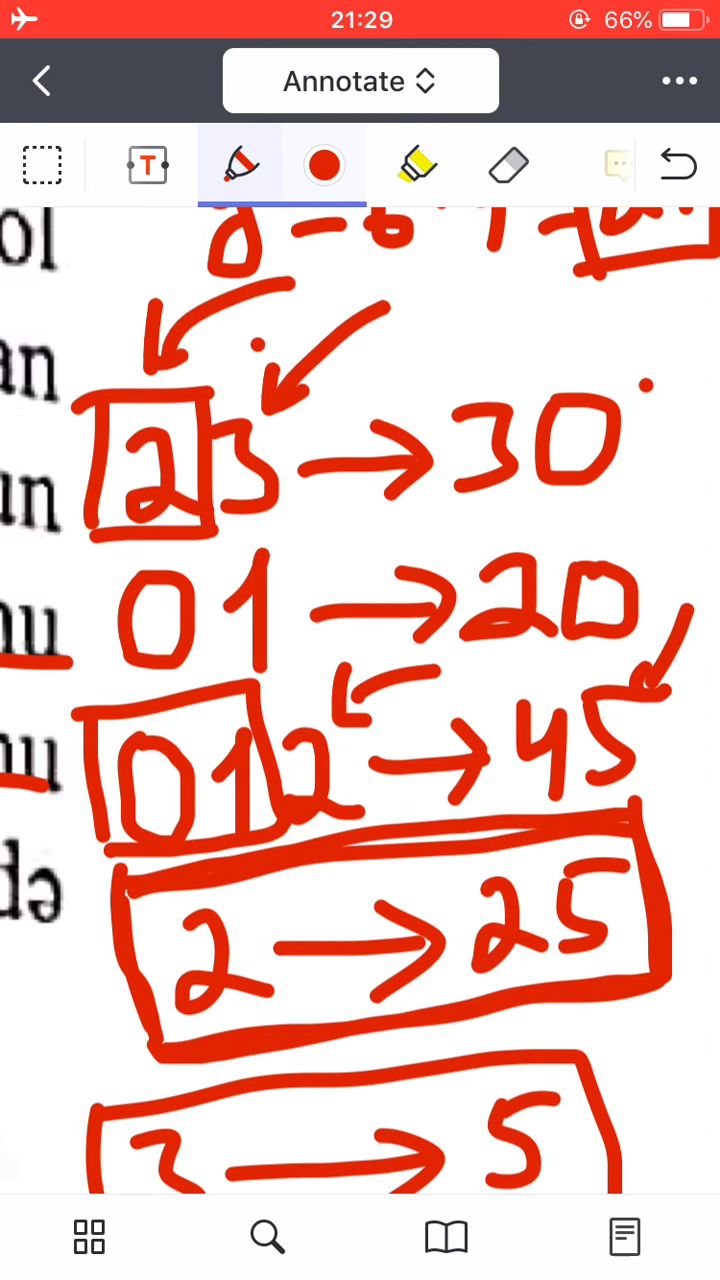 21:29
66%
Annotate
T
ol
an
un
23 → 30
01 → 20
nu
012 → 45
nu
də
2 → 25
3 → 5